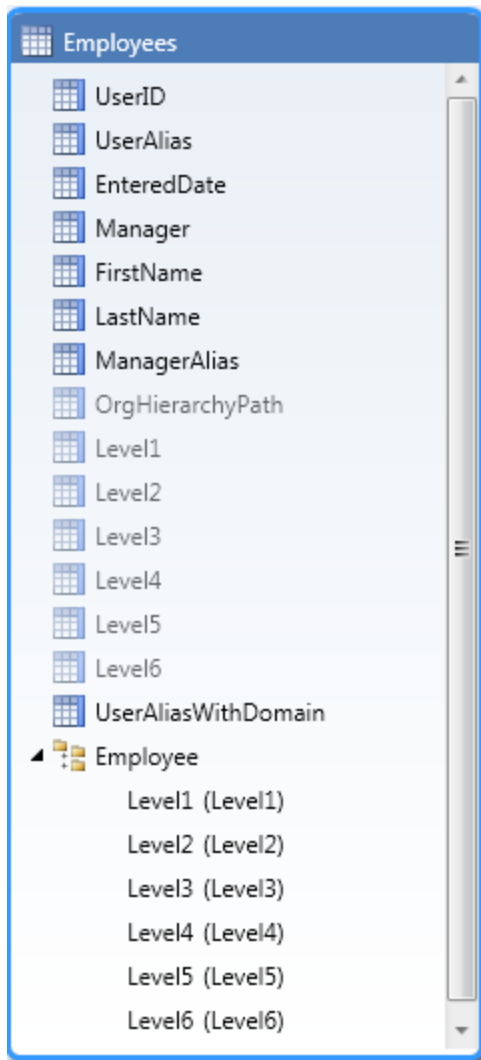 Employees
UserID
UserAlias
EnteredDate
Manager
FirstName
LastName
ManagerAlias
OrgHierarchyPath
Level1
Level2
Level3
Level4
Level5
Level6
UserAliasWithDomain
Employee
Level1 (Level1)
Level2 (Level2)
Level3 (Level3)
Level4 (Level4)
Level5 (Level5)
Level6 (Level6)